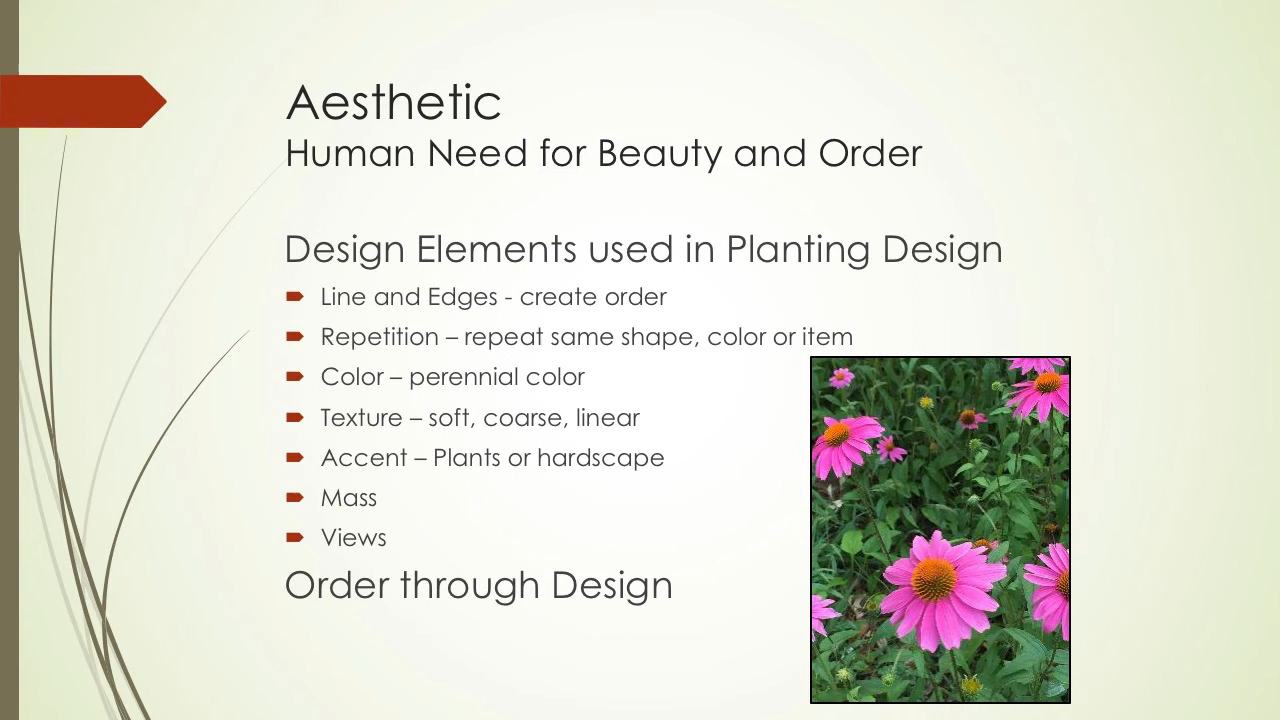 Aesthetic
Human Need for Beauty and Order
Design Elements used in Planting Design
Line and Edges - create order
Repetition – repeat same shape, color or item
Color – perennial color
Texture – soft, coarse, linear
Accent – Plants or hardscape
Mass
Views
Order through Design